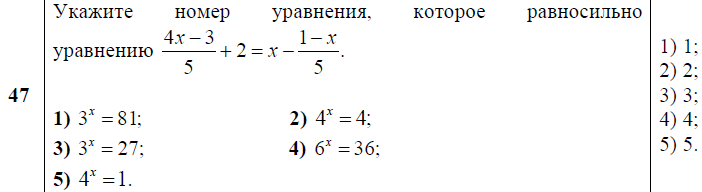 47
Укажите номер уравнения, которое равносильно
уравнению (4x − 3)/5 + 2 = x − (1 − x)/5.
1) 3^x = 81; 2) 4^x = 4;
3) 3^x = 27; 4) 6^x = 36;
5) 4^x = 1.
1) 1;
2) 2;
3) 3;
4) 4;
5) 5.